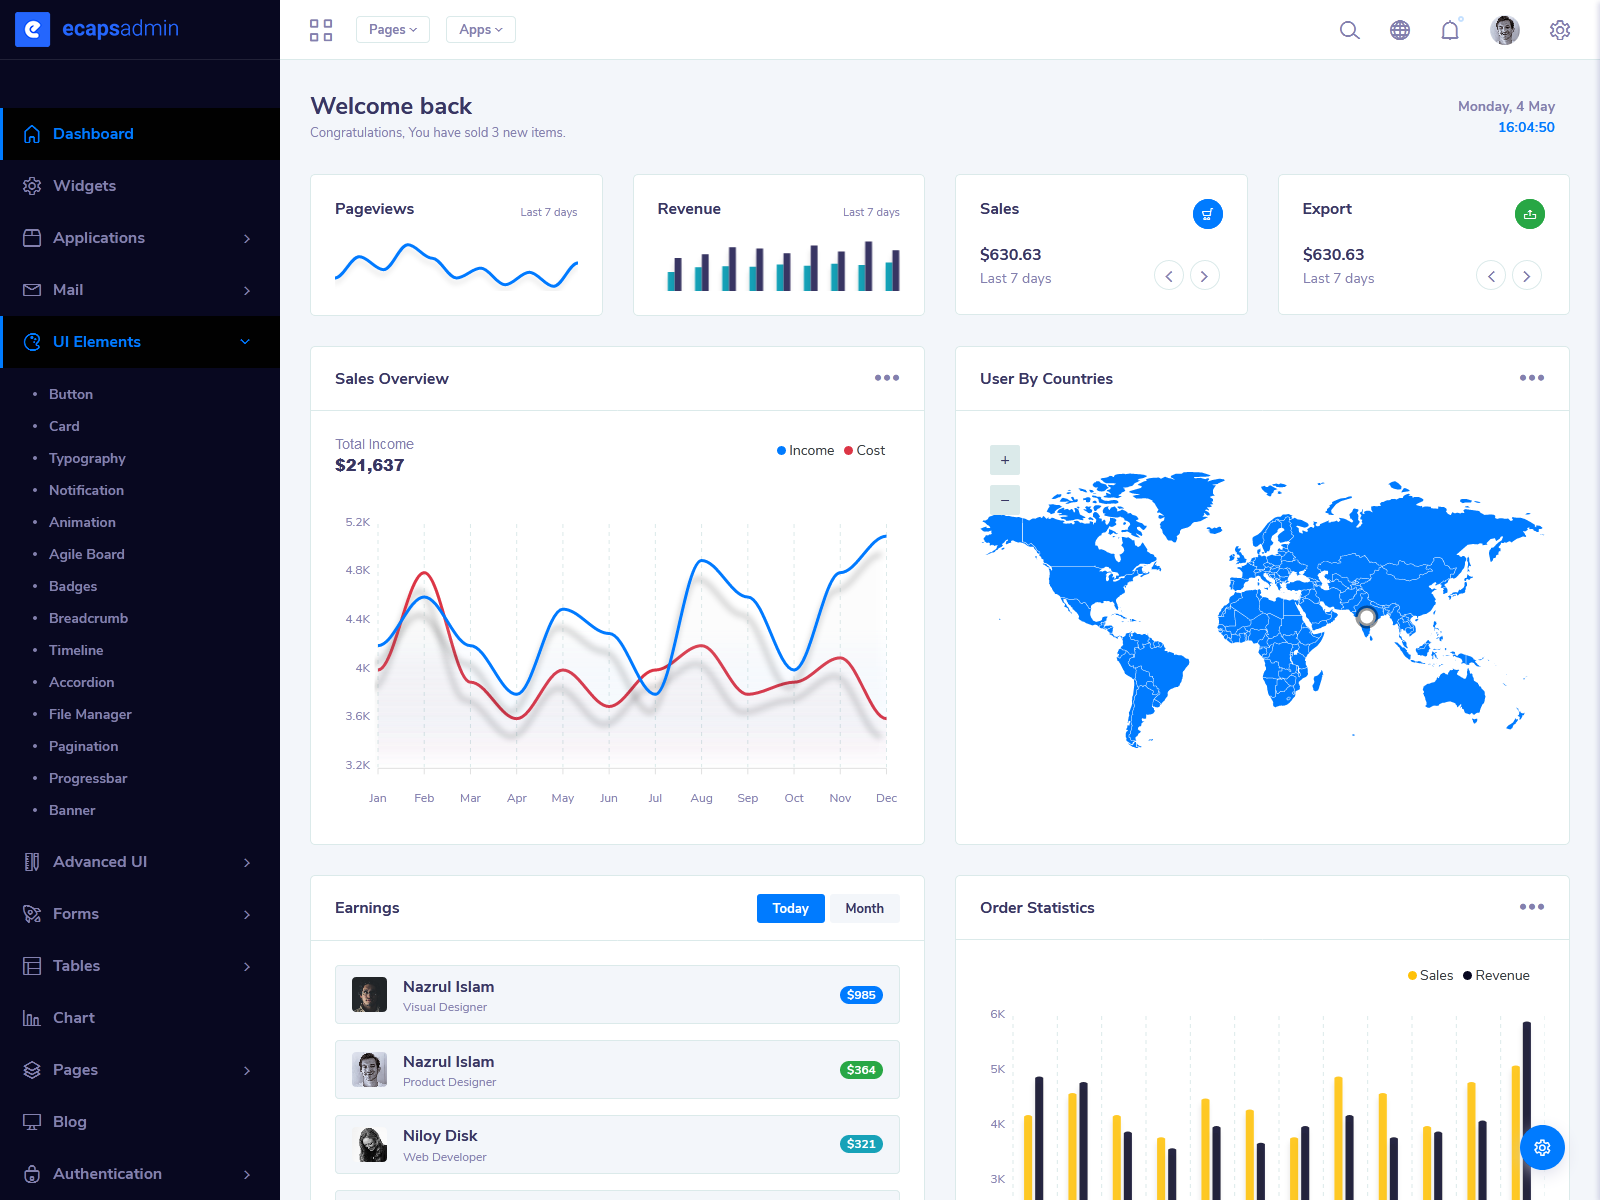 ecapsadmin
Pages
Apps
Dashboard
Widgets
Applications
Mail
UI Elements
Button
Card
Typography
Notification
Animation
Agile Board
Badges
Breadcrumb
Timeline
Accordion
File Manager
Pagination
Progressbar
Banner
Advanced UI
Forms
Tables
Chart
Pages
Blog
Authentication
Welcome back
Congratulations, You have sold 3 new items.
Monday, 4 May
16:04:50
Pageviews
Last 7 days
Revenue
Last 7 days
Sales
$630.63
Last 7 days
Export
$630.63
Last 7 days
Sales Overview
Total Income
$21,637
Income Cost
5.2K
4.8K
4.4K
4K
3.6K
3.2K
Jan Feb Mar Apr May Jun Jul Aug Sep Oct Nov Dec
User By Countries
+
−
Earnings
Today Month
Nazrul Islam
Visual Designer
$985
Nazrul Islam
Product Designer
$364
Niloy Disk
Web Developer
$321
Order Statistics
Sales Revenue
6K
5K
4K
3K